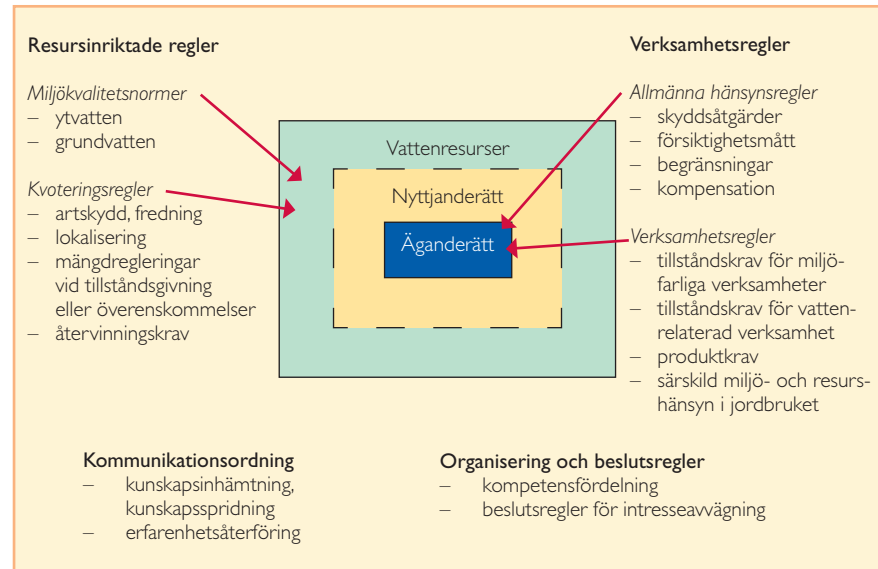 Resursinriktade regler
Miljökvalitetsnormer
– ytvatten
– grundvatten
Kvoteringsregler
– artskydd, fredning
– lokalisering
– mängdregleringar
vid tillståndsgivning
eller överenskommelser
– återvinningskrav
Vattenresurser
Nyttjanderätt
Äganderätt
Verksamhetsregler
Allmänna hänsynsregler
– skyddsåtgärder
– försiktighetsmått
– begränsningar
– kompensation
Verksamhetsregler
– tillståndskrav för miljö-
farliga verksamheter
– tillståndskrav för vatten-
relaterad verksamhet
– produktkrav
– särskild miljö- och resurs-
hänsyn i jordbruket
Kommunikationsordning
– kunskapsinhämtning,
kunskapsspridning
– erfarenhetsåterföring
Organisering och beslutsregler
– kompetensfördelning
– beslutsregler för intresseavvägning